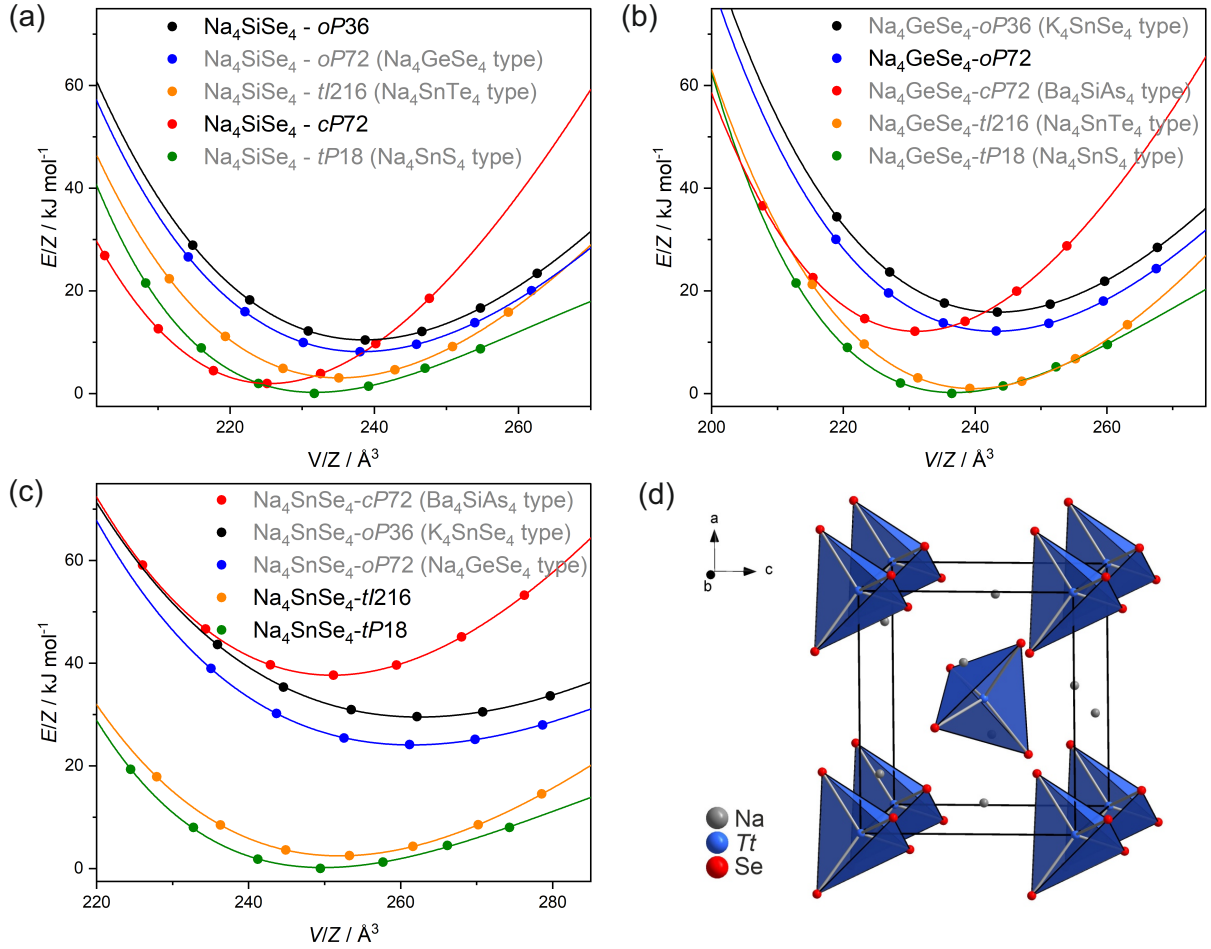 (a)
Na₄SiSe₄ - oP36
Na₄SiSe₄ - oP72 (Na₄GeSe₄ type)
Na₄SiSe₄ - tI216 (Na₄SnTe₄ type)
Na₄SiSe₄ - cP72
Na₄SiSe₄ - tP18 (Na₄SnS₄ type)
E/Z / kJ mol⁻¹
60
40
20
0
220 240 260
V/Z / Å³
(b)
Na₄GeSe₄-oP36 (K₄SnSe₄ type)
Na₄GeSe₄-oP72
Na₄GeSe₄-cP72 (Ba₄SiAs₄ type)
Na₄GeSe₄-tI216 (Na₄SnTe₄ type)
Na₄GeSe₄-tP18 (Na₄SnS₄ type)
E/Z / kJ mol⁻¹
60
40
20
0
200 220 240 260
V/Z / Å³
(c)
Na₄SnSe₄-cP72 (Ba₄SiAs₄ type)
Na₄SnSe₄-oP36 (K₄SnSe₄ type)
Na₄SnSe₄-oP72 (Na₄GeSe₄ type)
Na₄SnSe₄-tI216
Na₄SnSe₄-tP18
E/Z / kJ mol⁻¹
60
40
20
0
220 240 260 280
V/Z / Å³
(d)
a
b
c
Na
Tt
Se